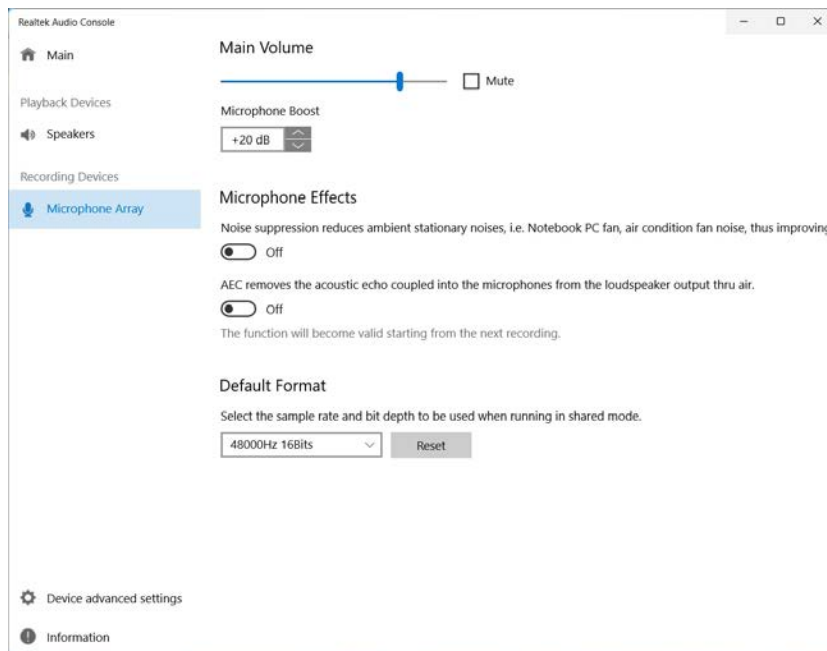 Realtek Audio Console
Main
Playback Devices
Speakers
Recording Devices
Microphone Array
Device advanced settings
Information
Main Volume
Mute
Microphone Boost
+20 dB
Microphone Effects
Noise suppression reduces ambient stationary noises, i.e. Notebook PC fan, air condition fan noise, thus improving
Off
AEC removes the acoustic echo coupled into the microphones from the loudspeaker output thru air.
Off
The function will become valid starting from the next recording.
Default Format
Select the sample rate and bit depth to be used when running in shared mode.
48000Hz 16Bits
Reset